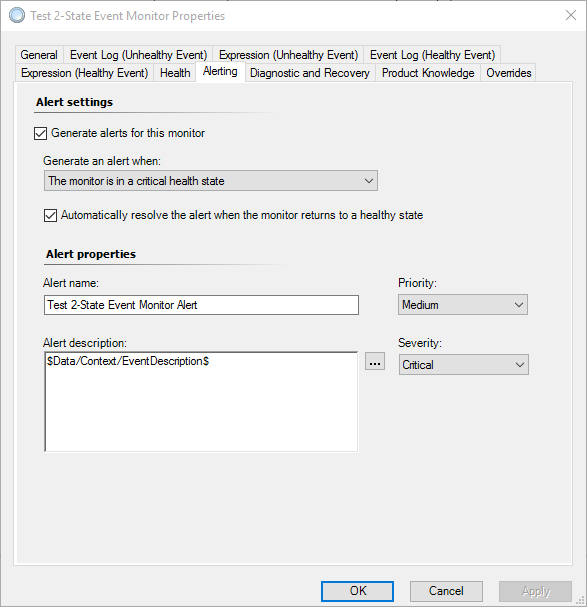 Test 2-State Event Monitor Properties
General Event Log (Unhealthy Event) Expression (Unhealthy Event) Event Log (Healthy Event)
Expression (Healthy Event) Health Alerting Diagnostic and Recovery Product Knowledge Overrides
Alert settings
Generate alerts for this monitor
Generate an alert when:
The monitor is in a critical health state
Automatically resolve the alert when the monitor returns to a healthy state
Alert properties
Alert name: Priority:
Test 2-State Event Monitor Alert Medium
Alert description: Severity:
$Data/Context/EventDescription$ ... Critical
OK Cancel Apply